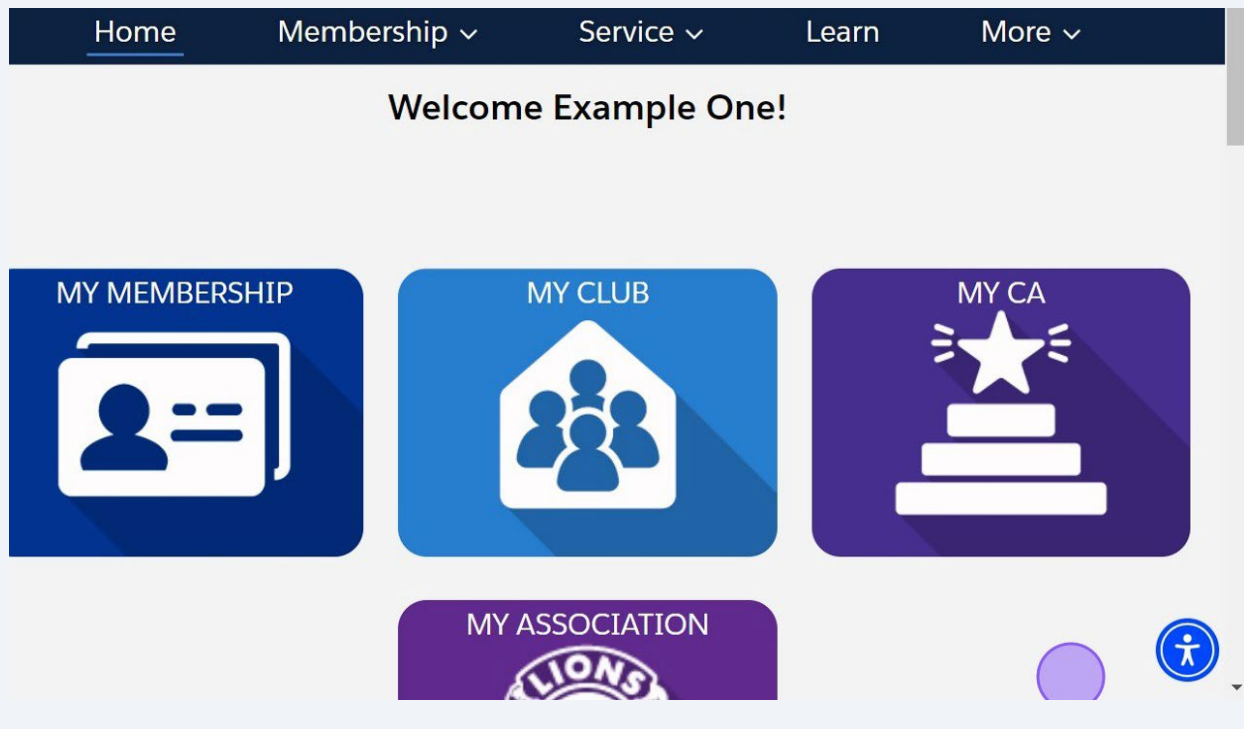 Home Membership Service Learn More
Welcome Example One!
MY MEMBERSHIP MY CLUB MY CA
MY ASSOCIATION
LIONS